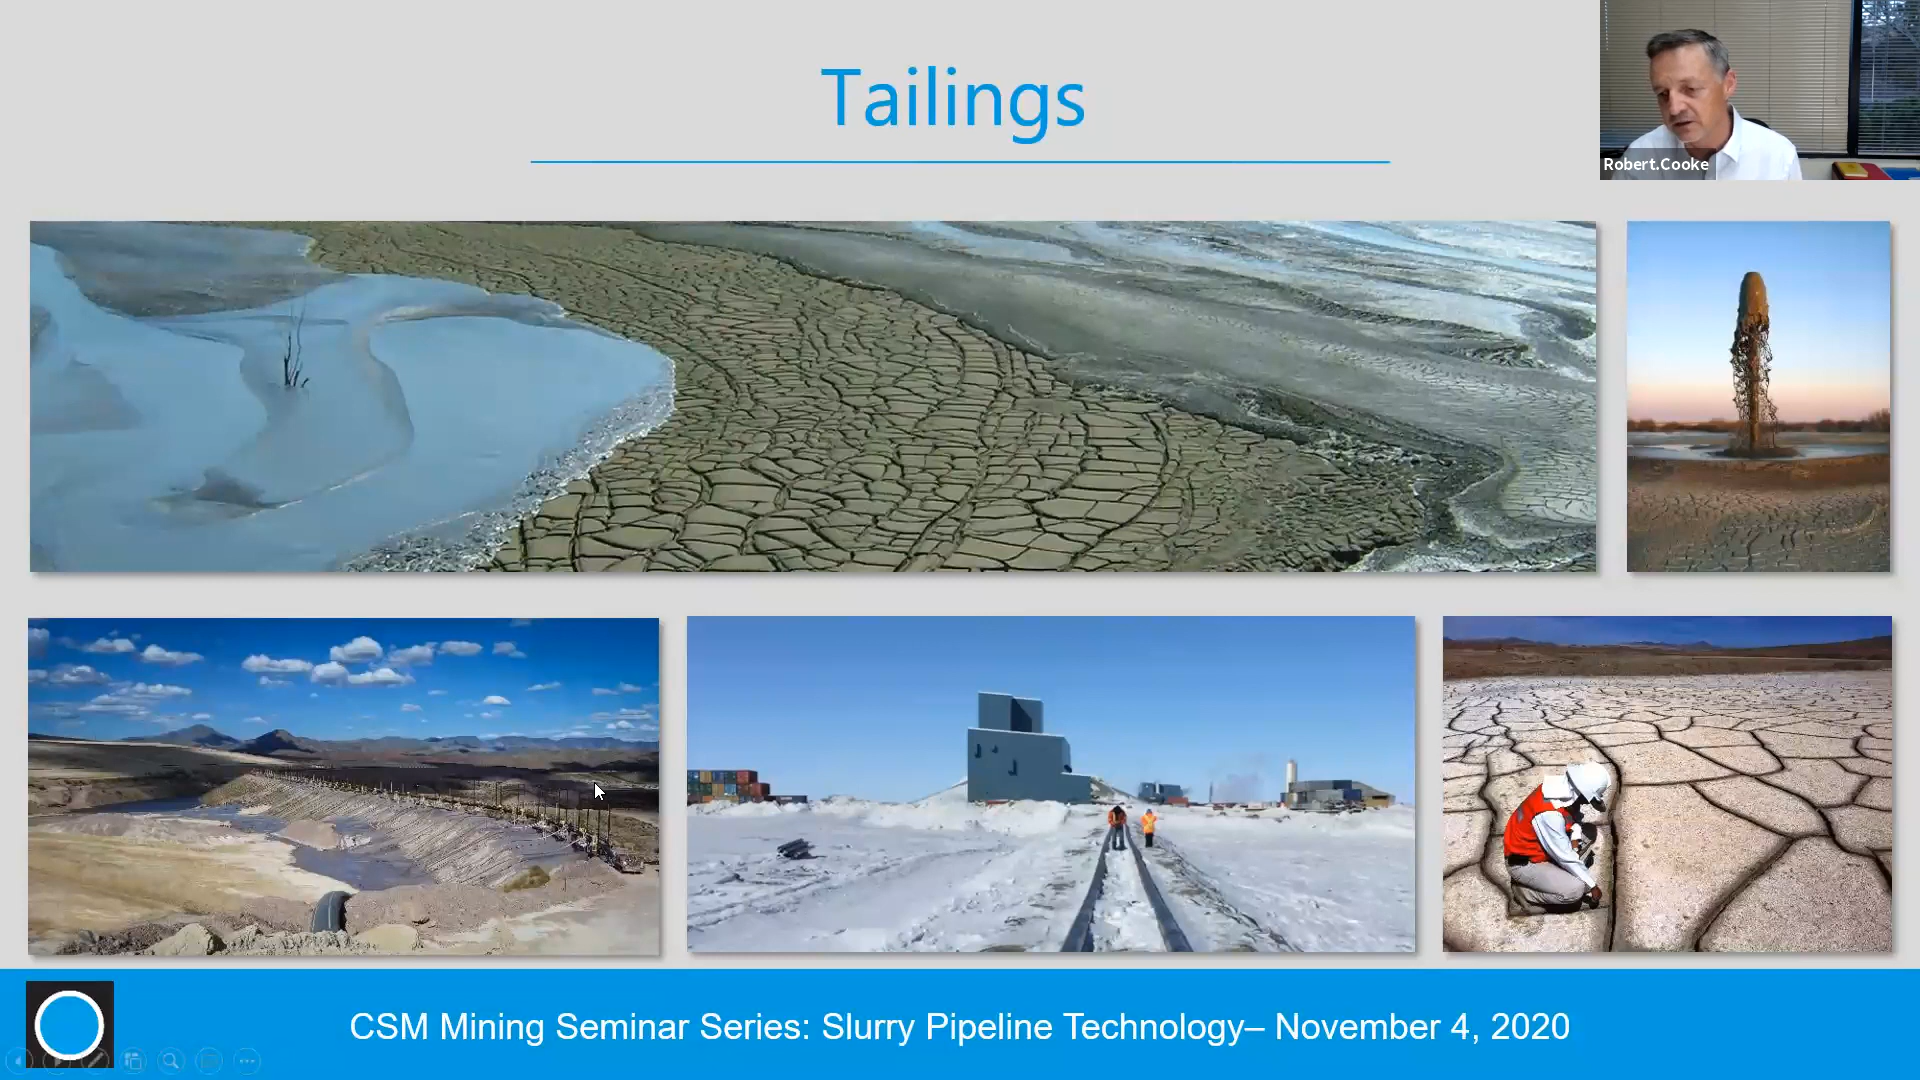 Tailings
Robert.Cooke
CSM Mining Seminar Series: Slurry Pipeline Technology– November 4, 2020